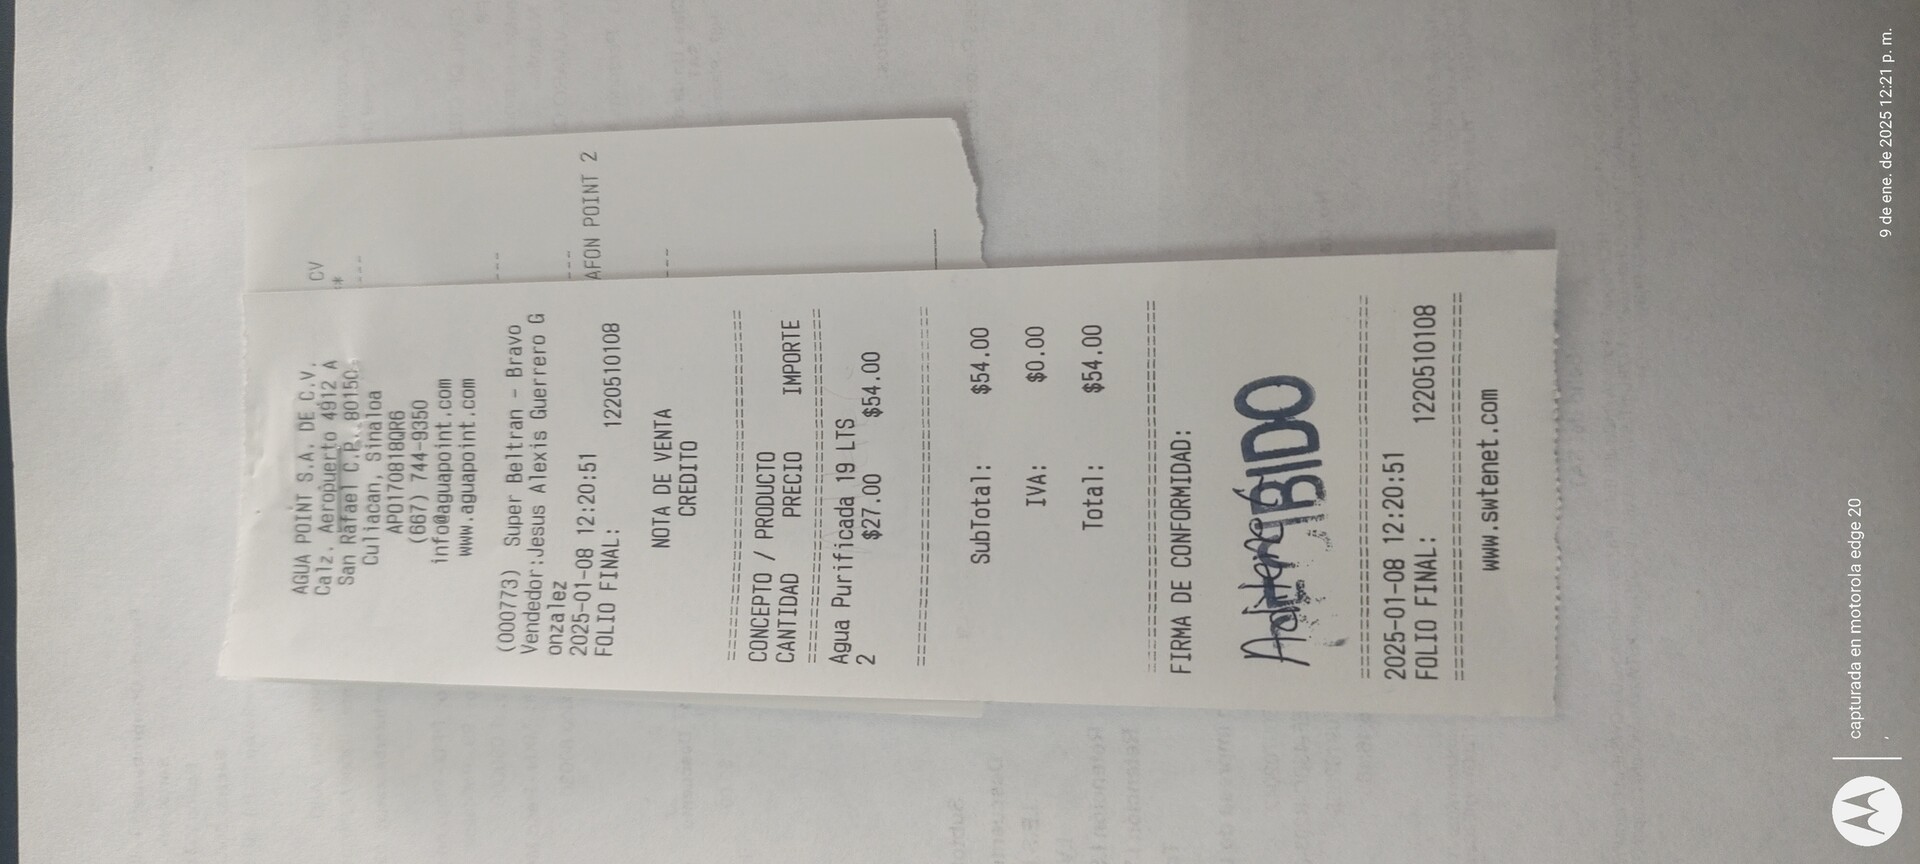 AGUA POINT S.A. DE C.V.
Calz. Aeropuerto 4912 A
San Rafael C.P. 80150
Culiacan, Sinaloa
APO170818QR6
(667) 744-9350
info@aguapoint.com
www.aguapoint.com
(000773) Super Beltran - Bravo
Vendedor:Jesus Alexis Guerrero G
onzalez
2025-01-08 12:20:51
FOLIO FINAL: 1220510108
NOTA DE VENTA
CREDITO
================================
CONCEPTO / PRODUCTO
CANTIDAD PRECIO IMPORTE
================================
Agua Purificada 19 LTS
2 $27.00 $54.00
================================
SubTotal: $54.00
IVA: $0.00
Total: $54.00
================================
FIRMA DE CONFORMIDAD:
BIDO
================================
2025-01-08 12:20:51
FOLIO FINAL: 1220510108
================================
www.swtenet.com
CV
*
---
---
---
AFON POINT 2
---
capturada en motorola edge 20
9 de ene. de 2025 12:21 p. m.